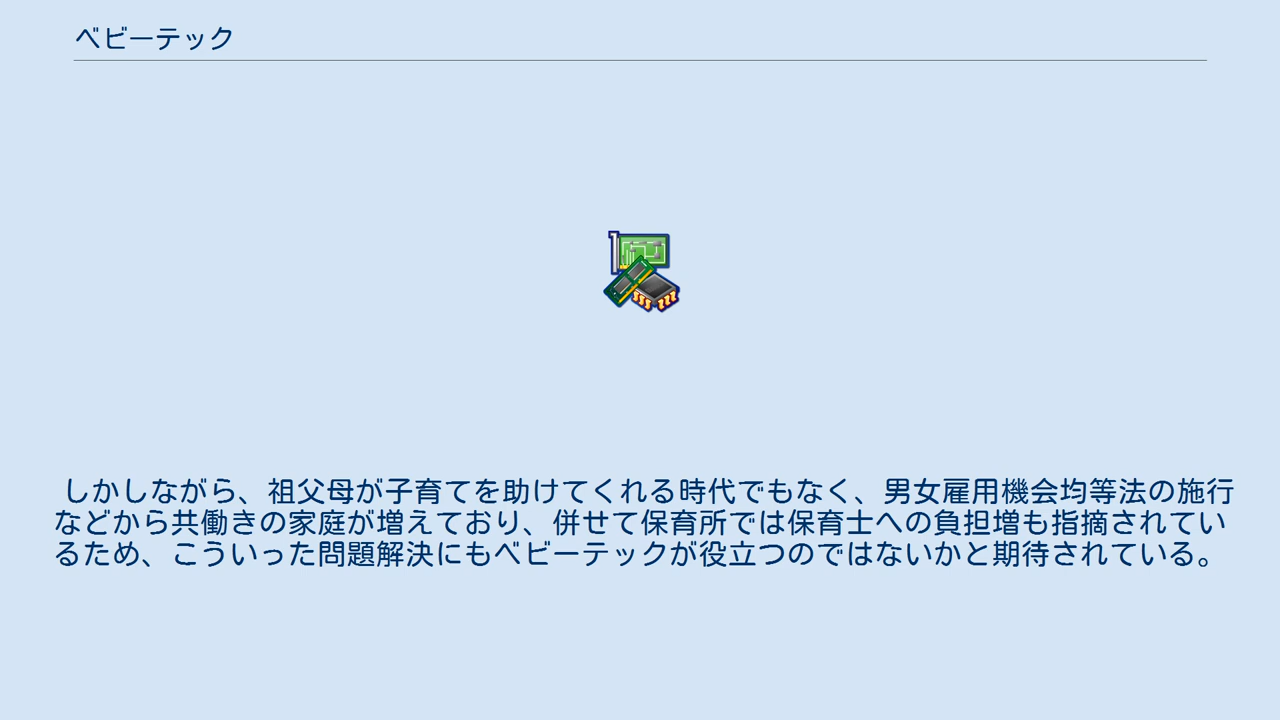 ベビーテック
しかしながら、祖父母が子育てを助けてくれる時代でもなく、男女雇用機会均等法の施行
などから共働きの家庭が増えており、併せて保育所では保育士への負担増も指摘されてい
るため、こういった問題解決にもベビーテックが役立つのではないかと期待されている。